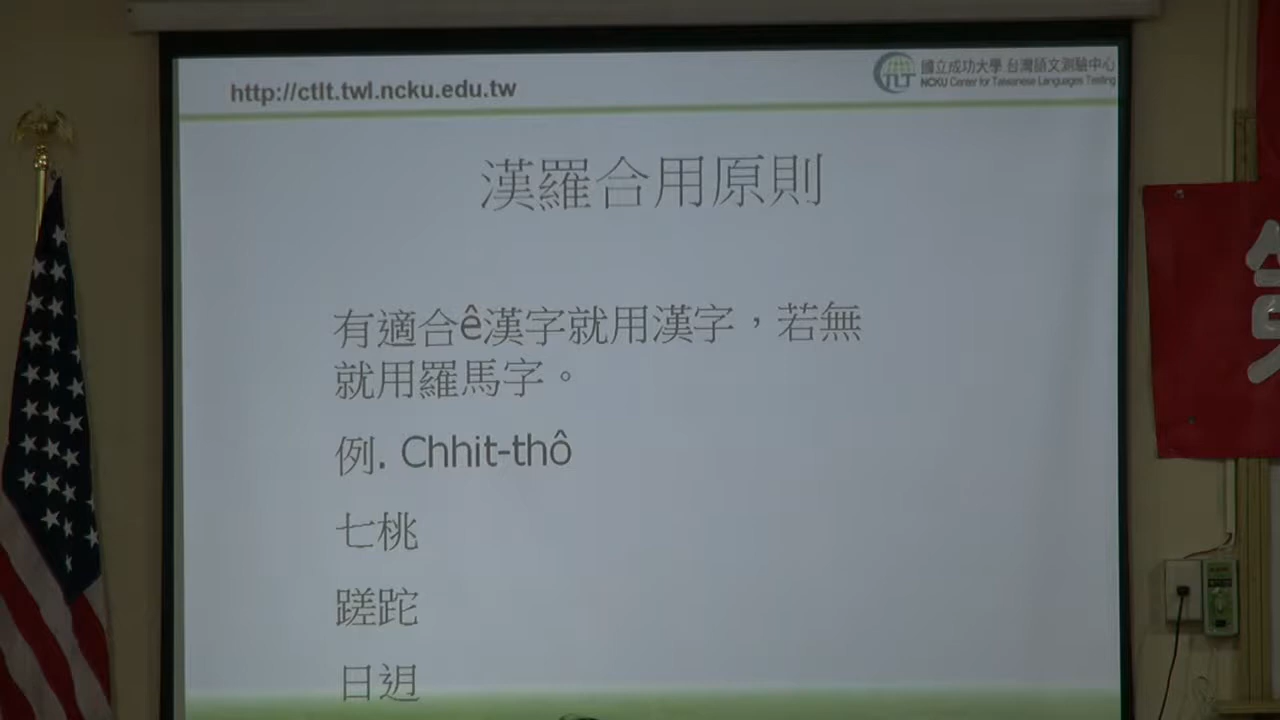 http://ctlt.twl.ncku.edu.tw
國立成功大學 台灣語文測驗中心
NCKU Center for Taiwanese Languages Testing
漢羅合用原則
有適合ê漢字就用漢字，若無
就用羅馬字。
例. Chhit-thô
七桃
蹉跎
日迌